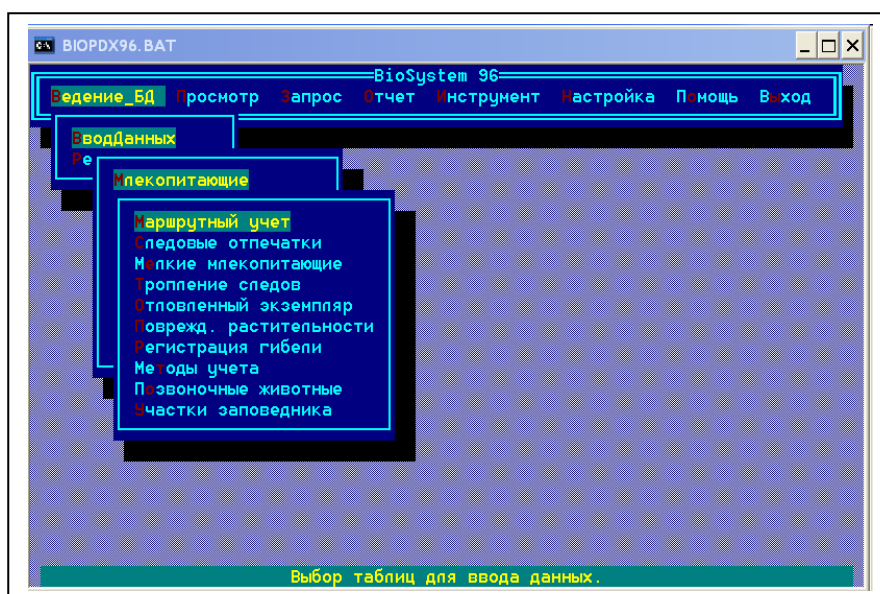 BIOPDX96.BAT
BioSystem 96
Ведение_БД Просмотр Запрос Отчет Инструмент Настройка Помощь Выход
ВводДанных
Ре
Млекопитающие
Маршрутный учет
Следовые отпечатки
Мелкие млекопитающие
Тропление следов
Отловленный экземпляр
Поврежд. растительности
Регистрация гибели
Методы учета
Позвоночные животные
Участки заповедника
Выбор таблиц для ввода данных.